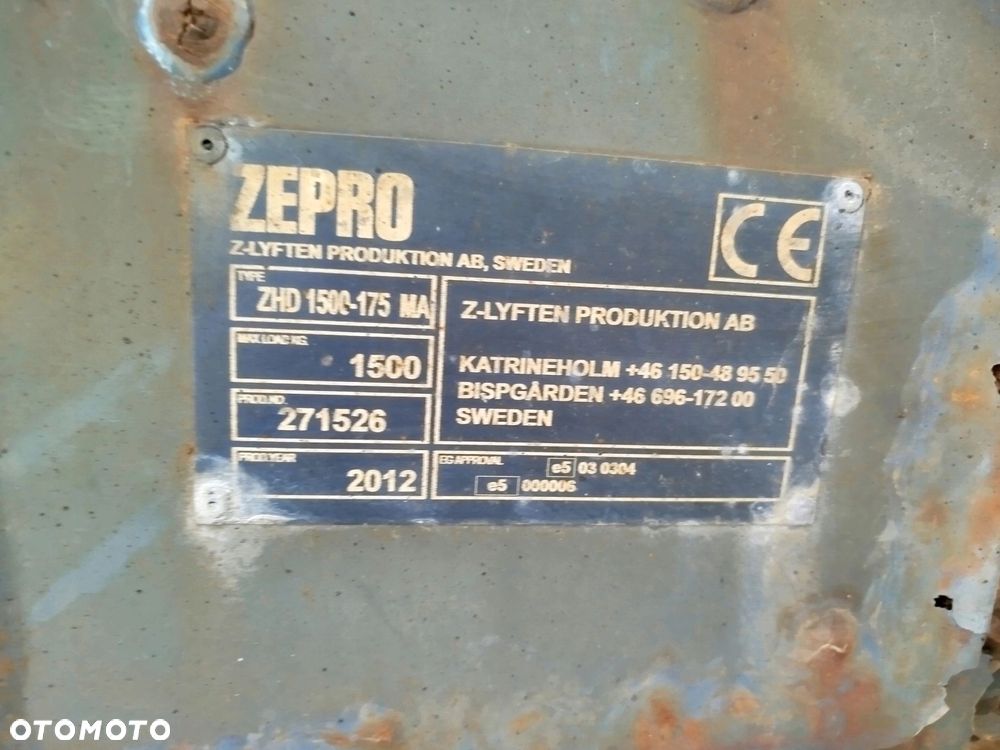 ZEPRO
Z-LYFTEN PRODUKTION AB, SWEDEN
CE
TYPE
ZHD 1500-175 MA
MAX LOAD KG.
1500
PROD.NO.
271526
PROD.YEAR
2012
Z-LYFTEN PRODUKTION AB
KATRINEHOLM +46 150-48 95 50
BISPGÅRDEN +46 696-172 00
SWEDEN
EG APPROVAL
e5 03 0304
e5 000006
OTOMOTO